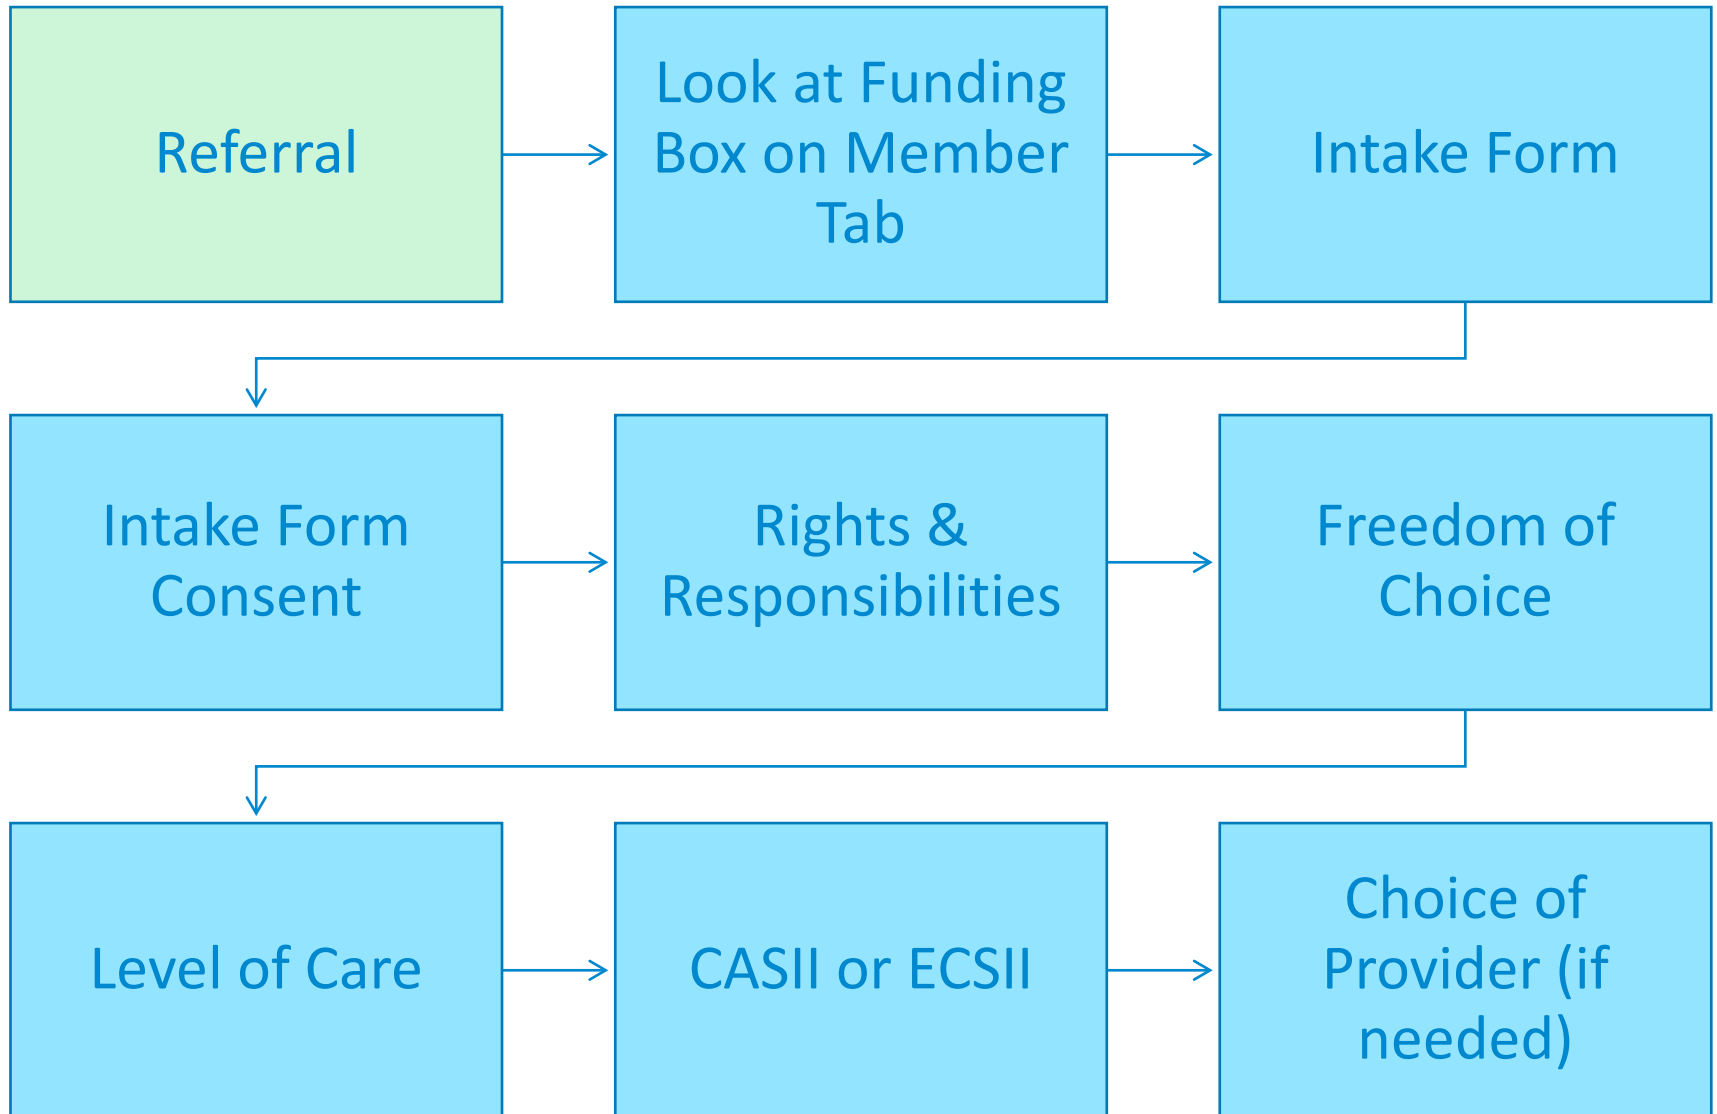 Referral
Look at Funding
Box on Member
Tab
Intake Form
Intake Form
Consent
Rights &
Responsibilities
Freedom of
Choice
Level of Care
CASII or ECSII
Choice of
Provider (if
needed)